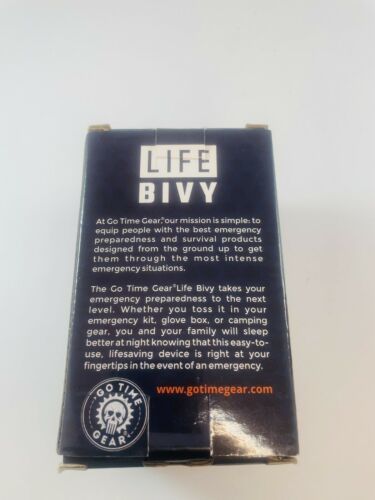 LIFE
BIVY
At Go Time Gear,® our mission is simple: to
equip people with the best emergency
preparedness and survival products
designed from the ground up to get
them through the most intense
emergency situations.
The Go Time Gear® Life Bivy takes your
emergency preparedness to the next
level. Whether you toss it in your
emergency kit, glove box, or camping
gear, you and your family will sleep
better at night knowing that this easy-to-
use, lifesaving device is right at your
fingertips in the event of an emergency.
GO TIME
GEAR
www.gotimegear.com